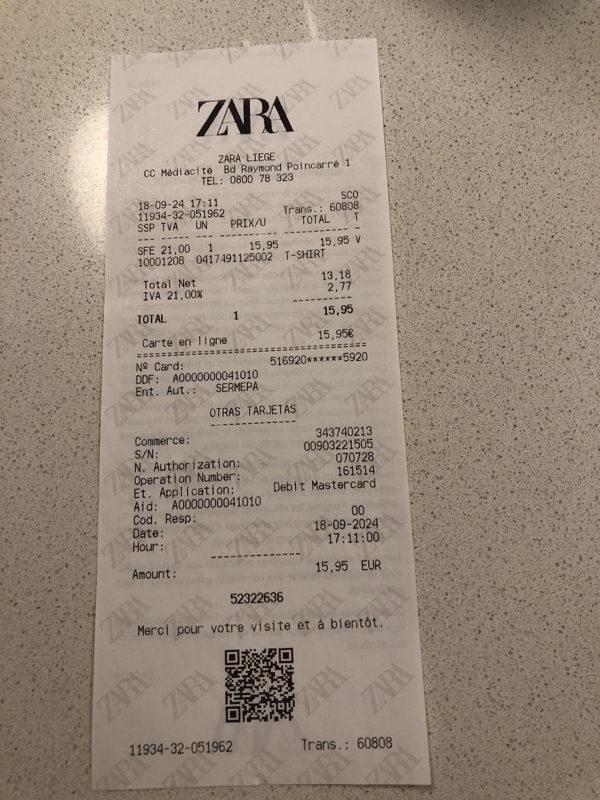 ZARA
ZARA LIEGE
CC Médiacité Bd Raymond Poincarré 1
TEL: 0800 78 323
SCO
18-09-24 17:11
11934-32-051962 Trans.: 60808
SSP TVA UN PRIX/U TOTAL T
--- ----- --- -------- ---------- -
SFE 21,00 1 15,95 15,95 V
10001208 0417491125002 T-SHIRT
Total Net 13,18
IVA 21,00% 2,77
----------
TOTAL 1 15,95
Carte en ligne 15,95€
========================================
Nº Card: 516920******5920
DDF: A0000000041010
Ent. Aut.: SERMEPA
OTRAS TARJETAS
--------------
Commerce: 343740213
S/N: 00903221505
N. Authorization: 070728
Operation Number: 161514
Et. Application: Debit Mastercard
Aid: A0000000041010
Cod. Resp: 00
Date: 18-09-2024
Hour: 17:11:00
--------------
Amount: 15,95 EUR
52322636
Merci pour votre visite et à bientôt.
11934-32-051962 Trans.: 60808